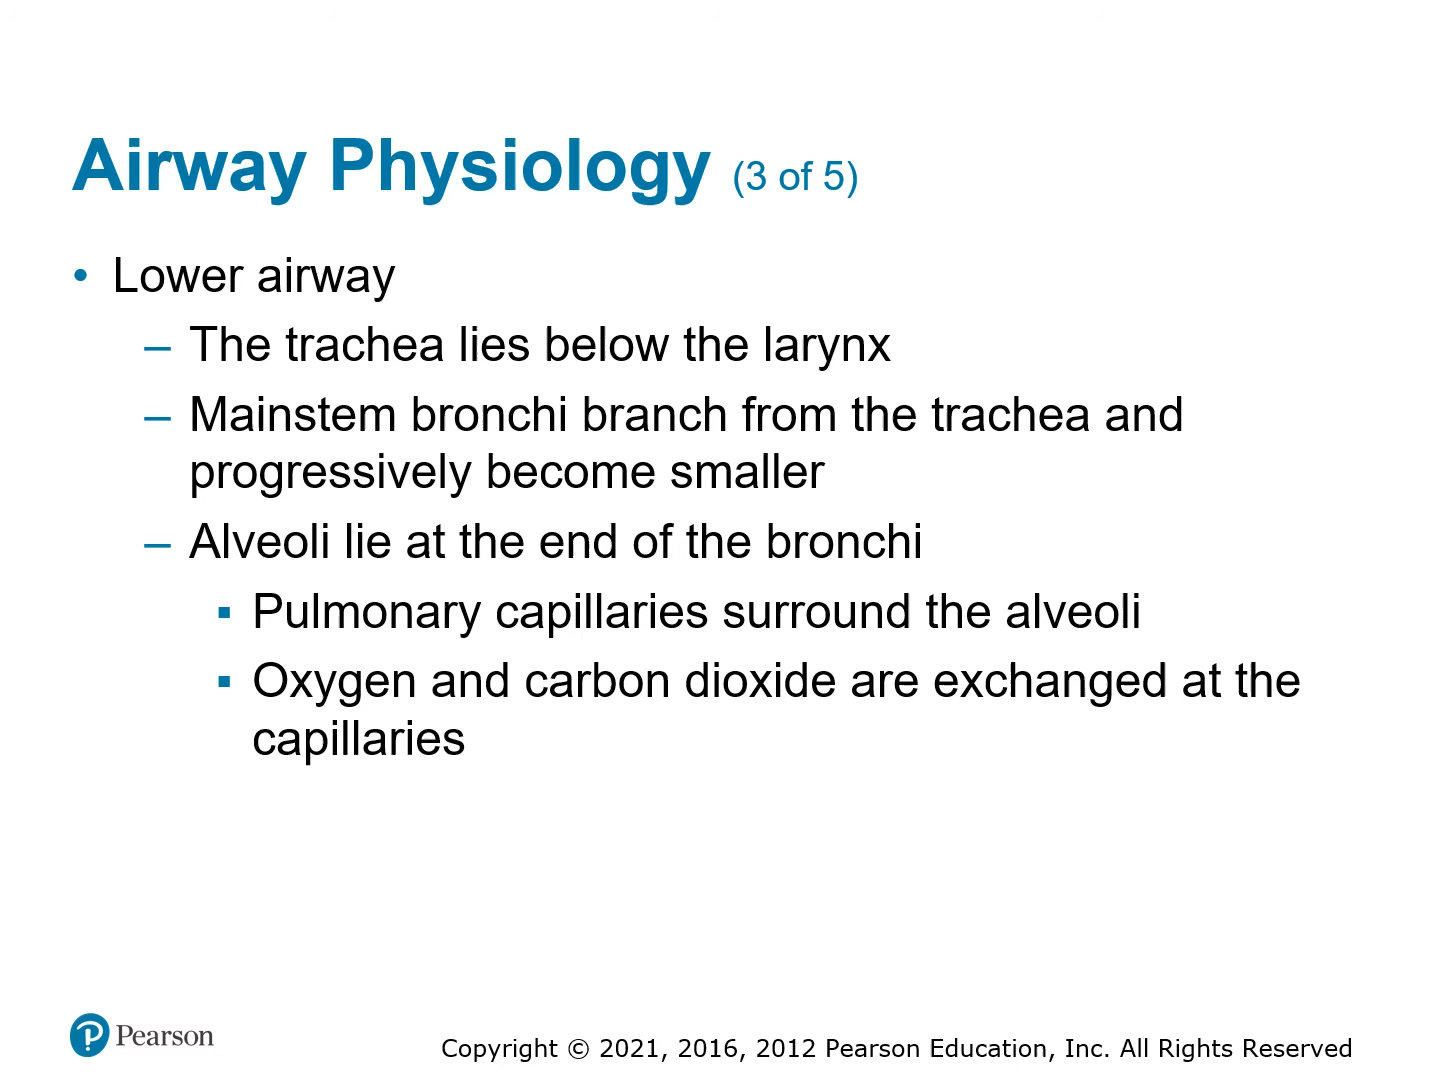 Airway Physiology (3 of 5)
• Lower airway
– The trachea lies below the larynx
– Mainstem bronchi branch from the trachea and
progressively become smaller
– Alveoli lie at the end of the bronchi
▪ Pulmonary capillaries surround the alveoli
▪ Oxygen and carbon dioxide are exchanged at the
capillaries
Pearson
Copyright © 2021, 2016, 2012 Pearson Education, Inc. All Rights Reserved